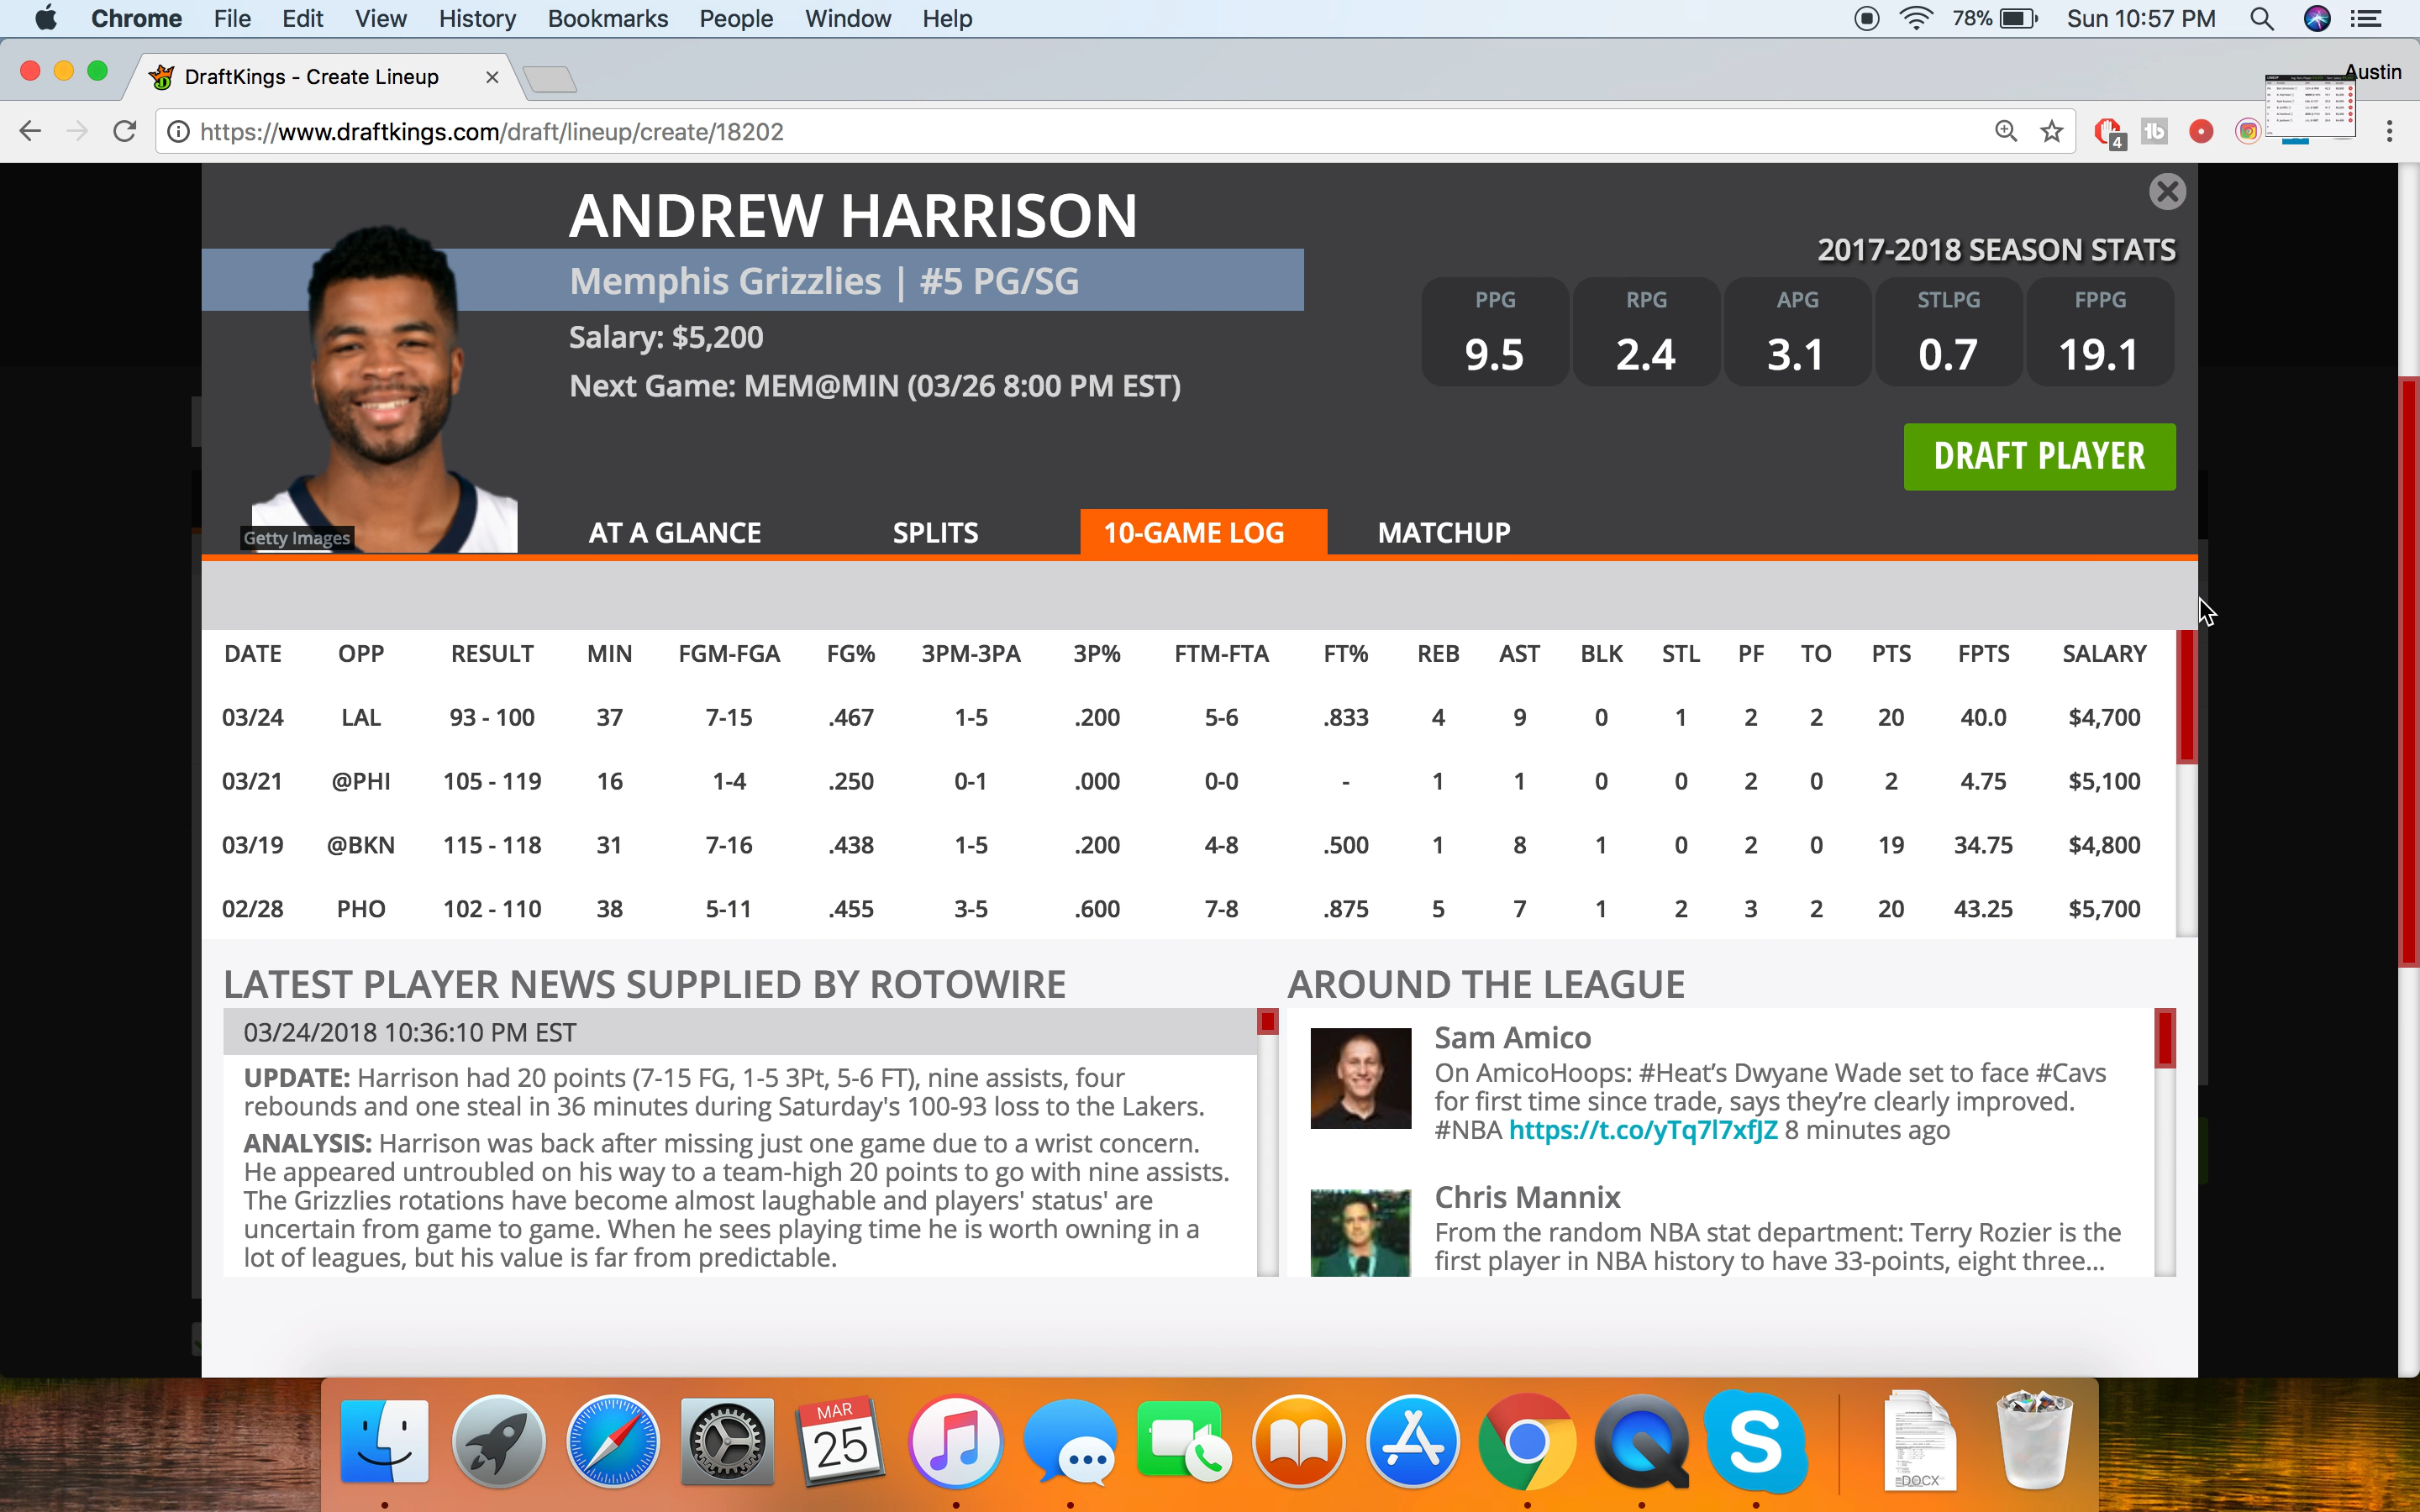 Chrome File Edit View History Bookmarks People Window Help 78% Sun 10:57 PM
DraftKings - Create Lineup
Austin
https://www.draftkings.com/draft/lineup/create/18202
4
ANDREW HARRISON
Memphis Grizzlies | #5 PG/SG
Salary: $5,200
Next Game: MEM@MIN (03/26 8:00 PM EST)
2017-2018 SEASON STATS
PPG RPG APG STLPG FPPG
9.5 2.4 3.1 0.7 19.1
DRAFT PLAYER
Getty Images
AT A GLANCE SPLITS 10-GAME LOG MATCHUP
DATE OPP RESULT MIN FGM-FGA FG% 3PM-3PA 3P% FTM-FTA FT% REB AST BLK STL PF TO PTS FPTS SALARY
03/24 LAL 93 - 100 37 7-15 .467 1-5 .200 5-6 .833 4 9 0 1 2 2 20 40.0 $4,700
03/21 @PHI 105 - 119 16 1-4 .250 0-1 .000 0-0 - 1 1 0 0 2 0 2 4.75 $5,100
03/19 @BKN 115 - 118 31 7-16 .438 1-5 .200 4-8 .500 1 8 1 0 2 0 19 34.75 $4,800
02/28 PHO 102 - 110 38 5-11 .455 3-5 .600 7-8 .875 5 7 1 2 3 2 20 43.25 $5,700
LATEST PLAYER NEWS SUPPLIED BY ROTOWIRE
03/24/2018 10:36:10 PM EST
UPDATE: Harrison had 20 points (7-15 FG, 1-5 3Pt, 5-6 FT), nine assists, four
rebounds and one steal in 36 minutes during Saturday's 100-93 loss to the Lakers.
ANALYSIS: Harrison was back after missing just one game due to a wrist concern.
He appeared untroubled on his way to a team-high 20 points to go with nine assists.
The Grizzlies rotations have become almost laughable and players' status' are
uncertain from game to game. When he sees playing time he is worth owning in a
lot of leagues, but his value is far from predictable.
AROUND THE LEAGUE
Sam Amico
On AmicoHoops: #Heat's Dwyane Wade set to face #Cavs
for first time since trade, says they're clearly improved.
#NBA https://t.co/yTq7l7xfJZ 8 minutes ago
Chris Mannix
From the random NBA stat department: Terry Rozier is the
first player in NBA history to have 33-points, eight three...
MAR
25
DOCX